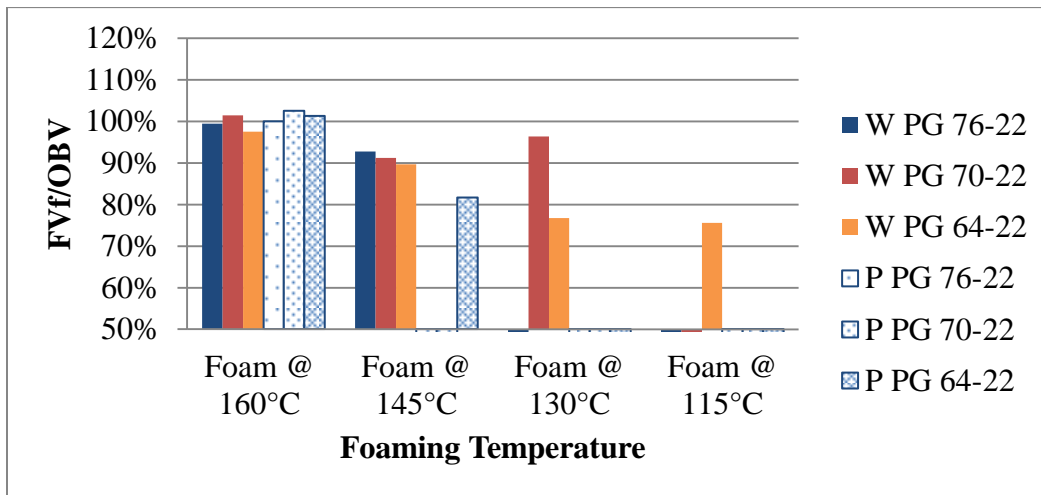 120%
110%
100%
90%
80%
70%
60%
50%
FVf/OBV
Foam @
160°C
Foam @
145°C
Foam @
130°C
Foam @
115°C
Foaming Temperature
W PG 76-22
W PG 70-22
W PG 64-22
P PG 76-22
P PG 70-22
P PG 64-22